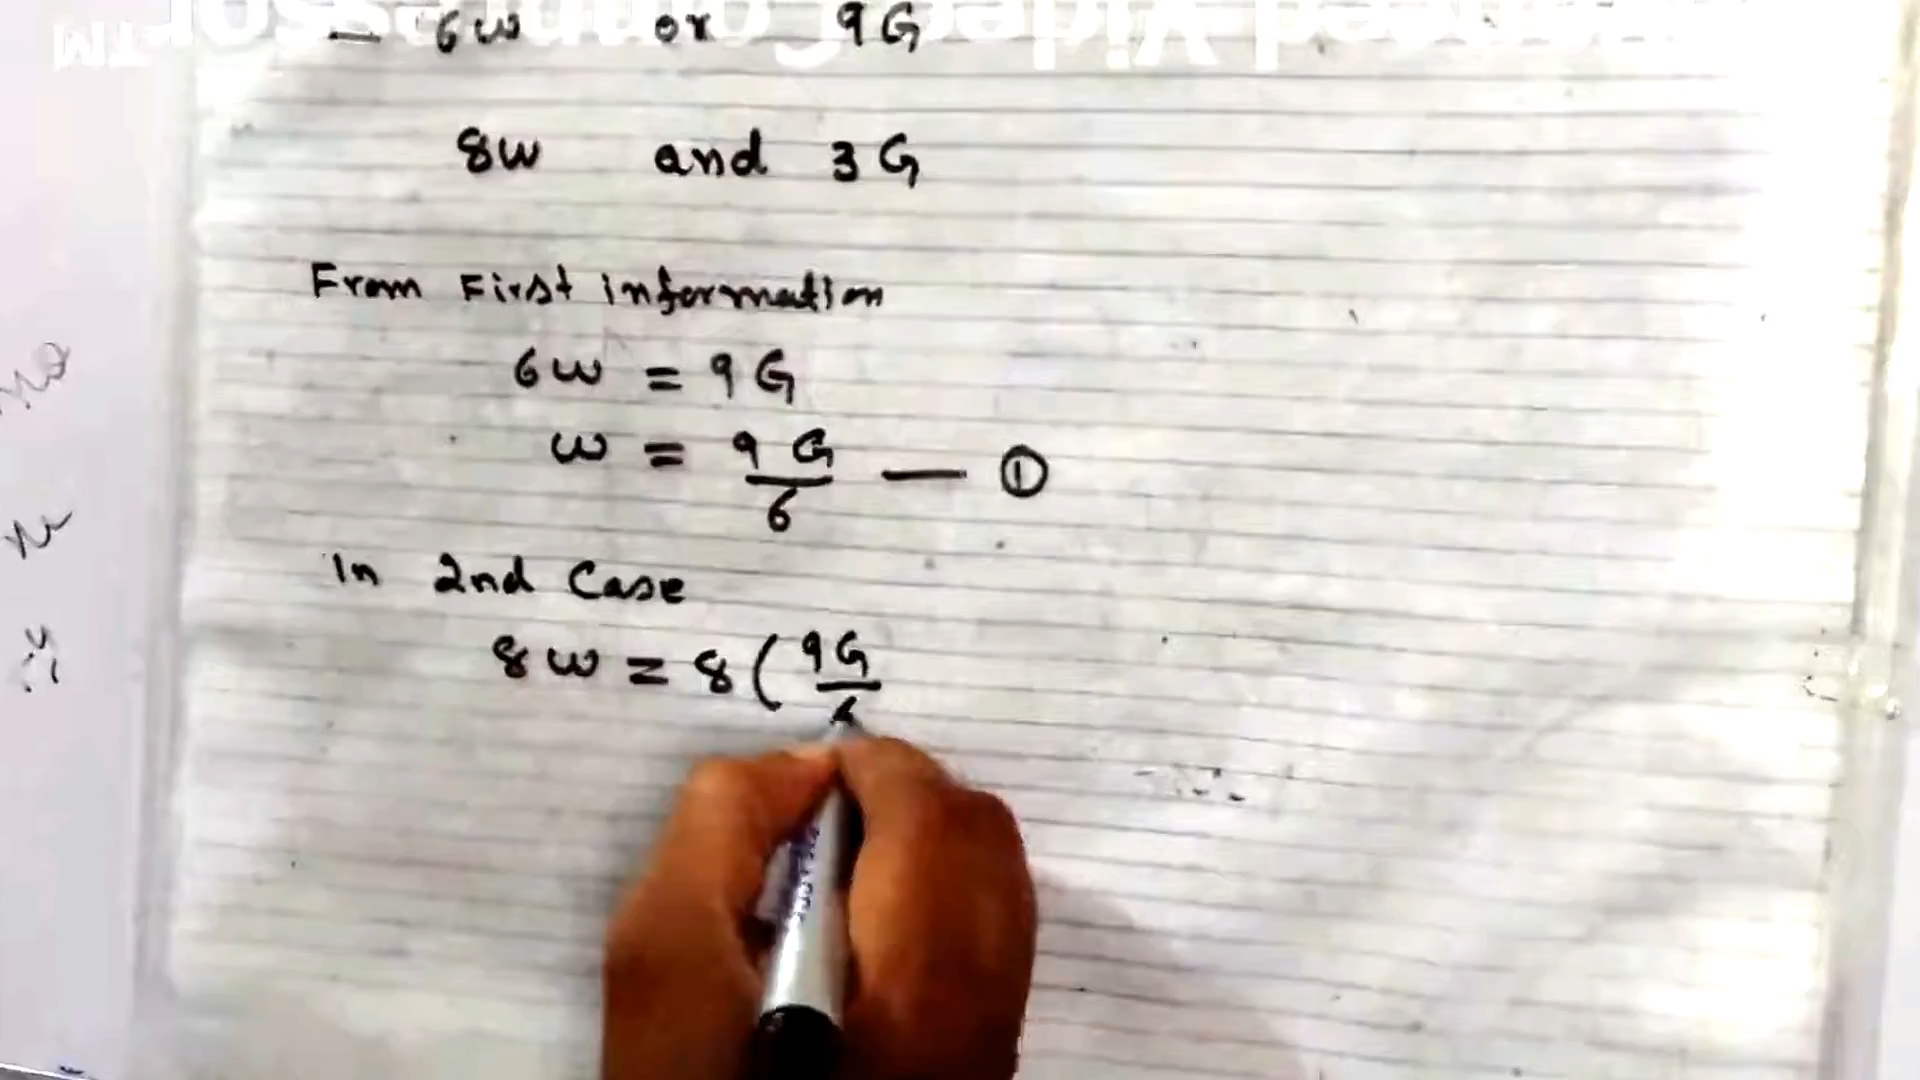 6W or 9G
8W and 3G
From First information
6W = 9G
W = 9G/6 — ①
In 2nd Case
8W = 8(9G/6